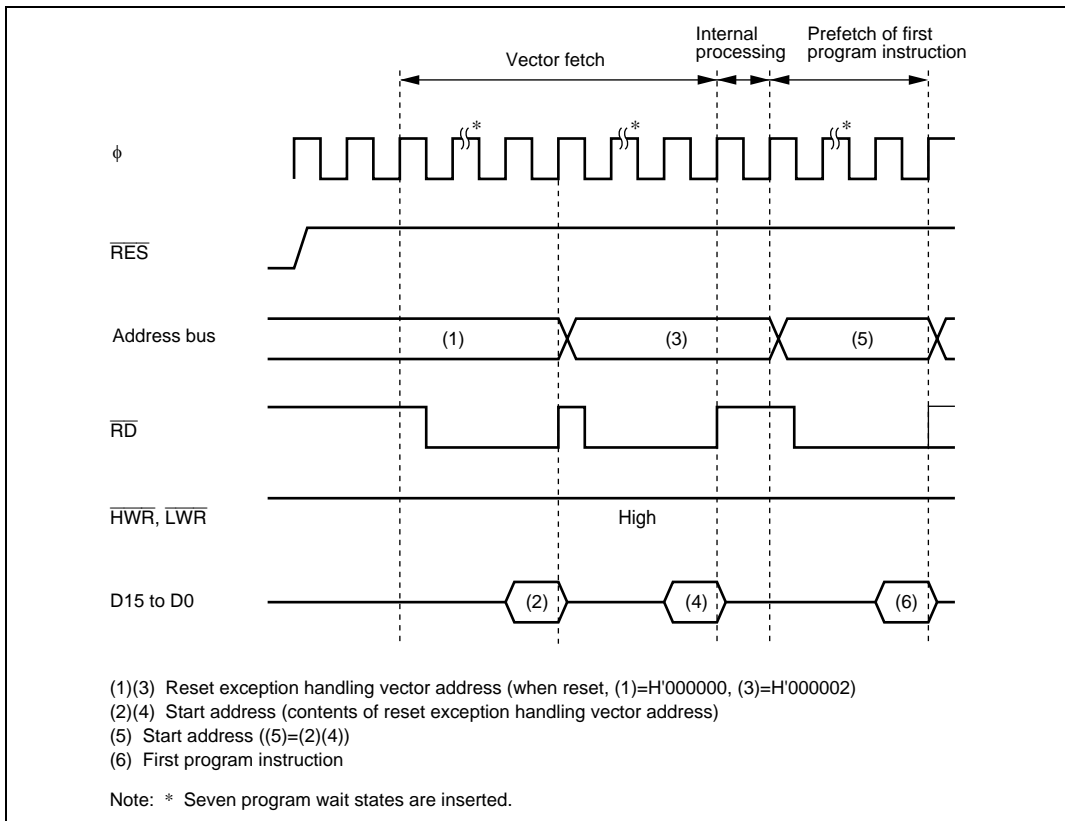 Vector fetch
Internal
processing
Prefetch of first
program instruction
* * *
φ
RES
Address bus (1) (3) (5)
RD
HWR, LWR High
D15 to D0 (2) (4) (6)
(1)(3) Reset exception handling vector address (when reset, (1)=H'000000, (3)=H'000002)
(2)(4) Start address (contents of reset exception handling vector address)
(5) Start address ((5)=(2)(4))
(6) First program instruction
Note: * Seven program wait states are inserted.